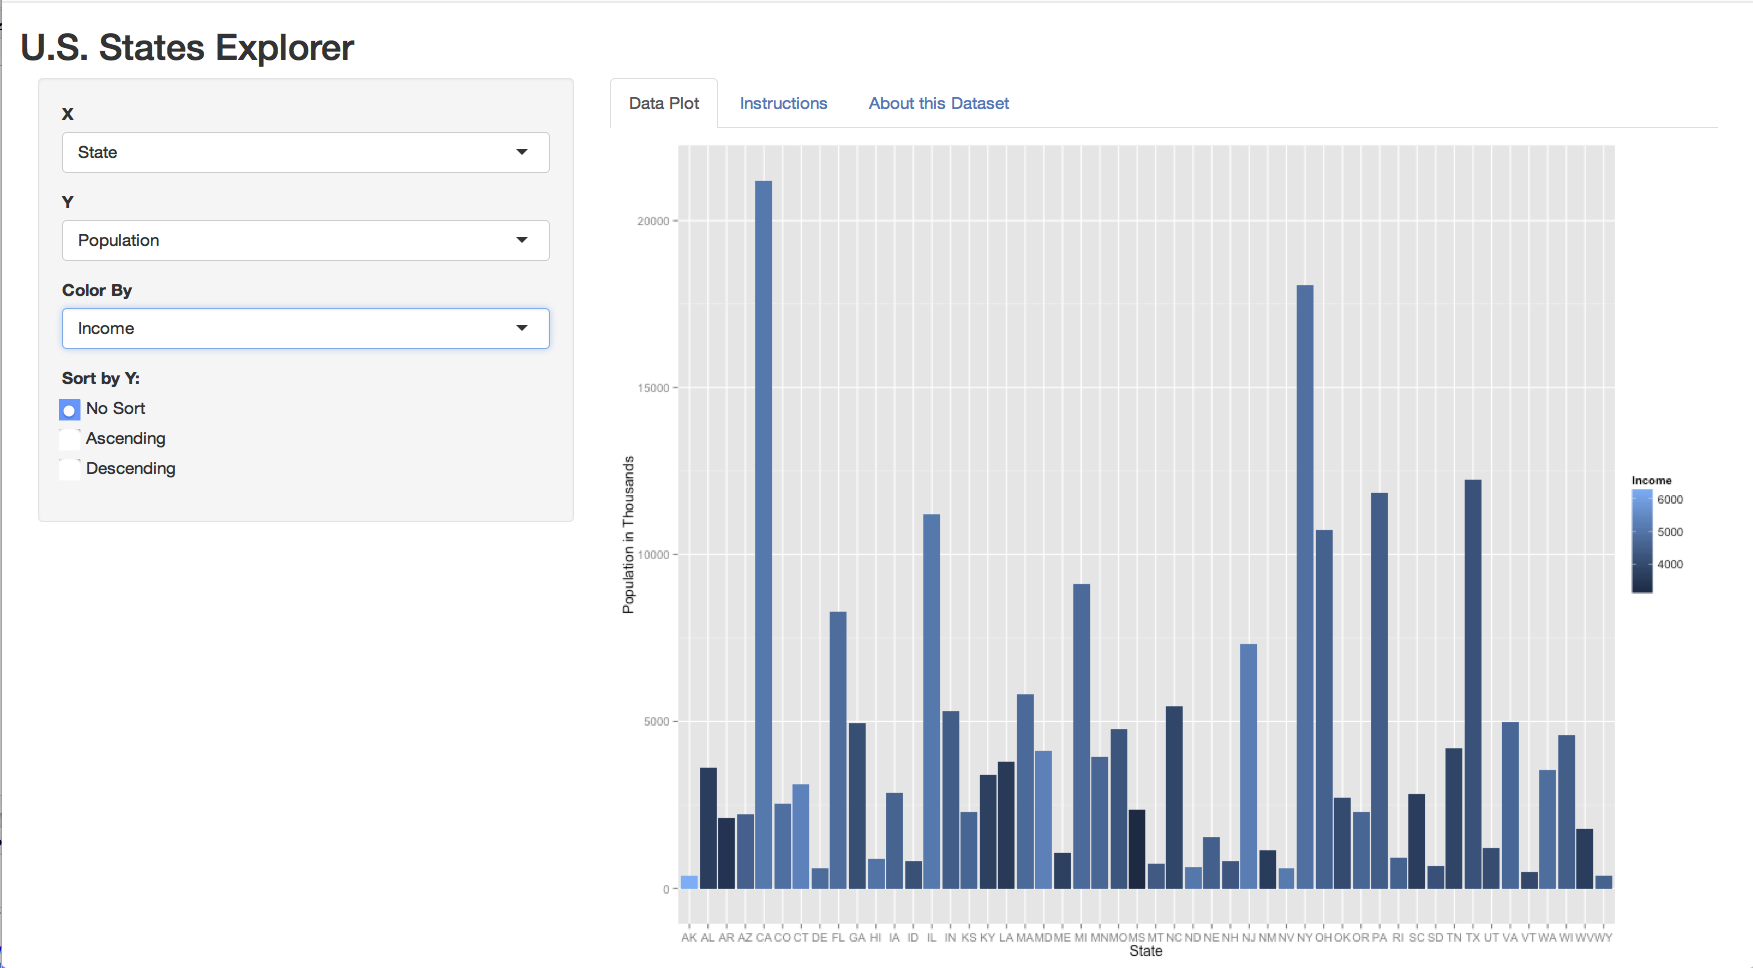 U.S. States Explorer
X
State
Y
Population
Color By
Income
Sort by Y:
No Sort
Ascending
Descending
Data Plot Instructions About this Dataset
20000
15000
10000
5000
0
Population in Thousands
AK AL AR AZ CA CO CT DE FL GA HI IA ID IL IN KS KY LA MA MD ME MI MN MO MS MT NC ND NE NH NJ NM NV NY OH OK OR PA RI SC SD TN TX UT VA VT WA WI WV WY
State
Income
6000
5000
4000